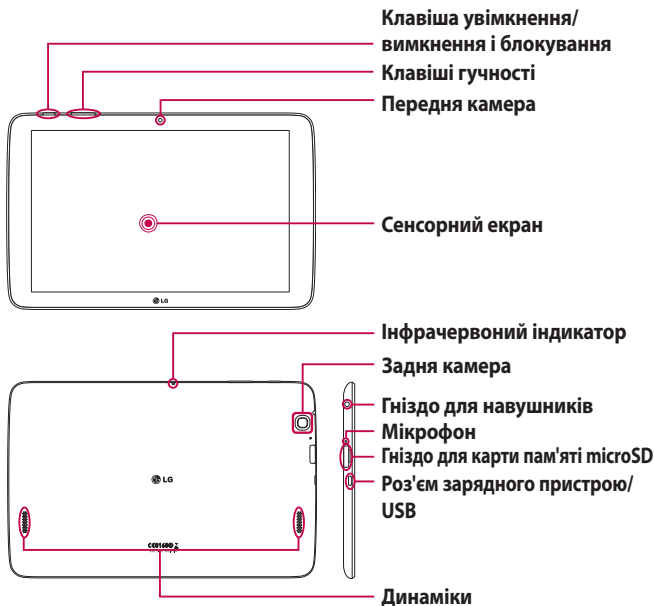 Клавіша увімкнення/
вимкнення і блокування
Клавіші гучності
Передня камера
Сенсорний екран
LG
Інфрачервоний індикатор
Задня камера
Гніздо для навушників
Мікрофон
Гніздо для карти пам'яті microSD
LG
Роз'єм зарядного пристрою/
USB
Динаміки